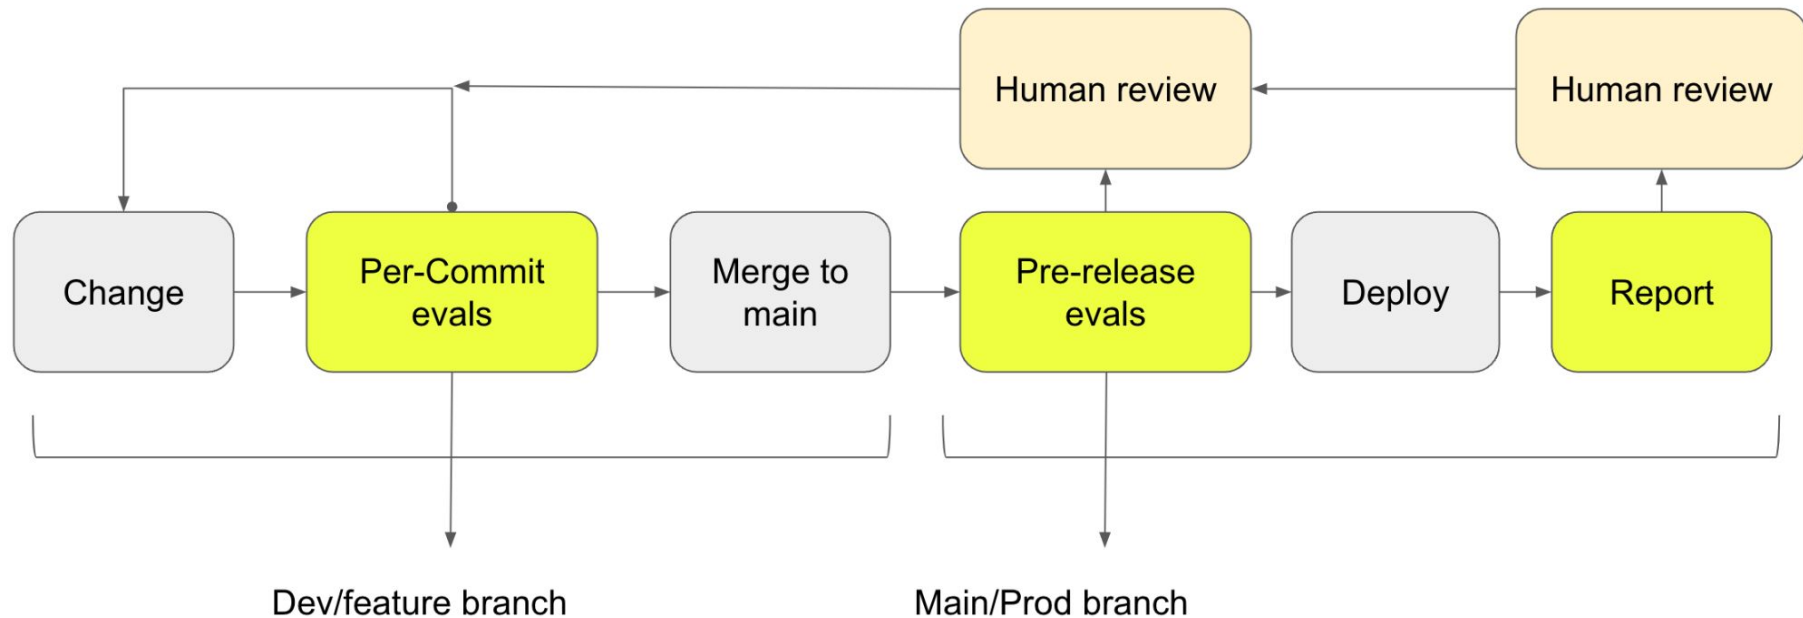 Human review
Human review
Change
Per-Commit
evals
Merge to
main
Pre-release
evals
Deploy
Report
Dev/feature branch
Main/Prod branch